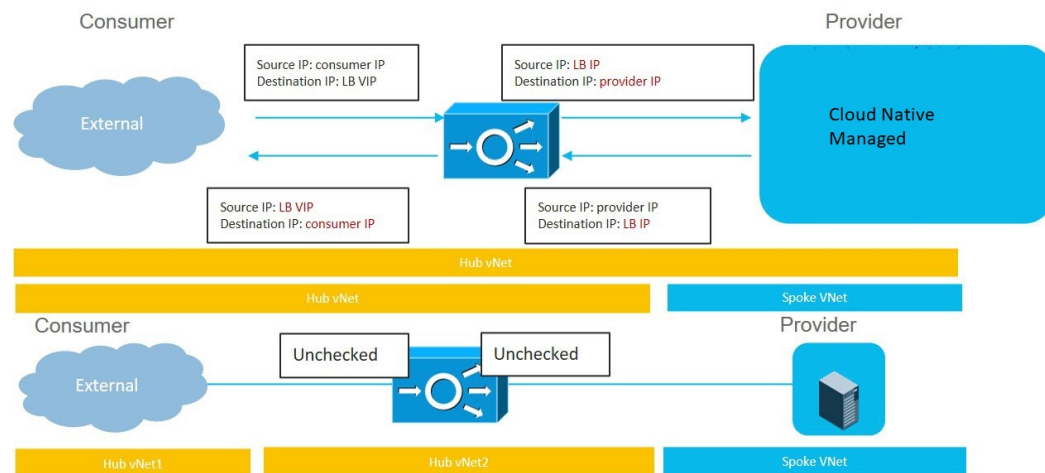 Consumer
Provider
Source IP: consumer IP
Destination IP: LB VIP
Source IP: LB IP
Destination IP: provider IP
External
Cloud Native
Managed
Source IP: LB VIP
Destination IP: consumer IP
Source IP: provider IP
Destination IP: LB IP
Hub vNet
Hub vNet
Spoke VNet
Consumer
Provider
Unchecked
Unchecked
External
Hub vNet1
Hub vNet2
Spoke VNet